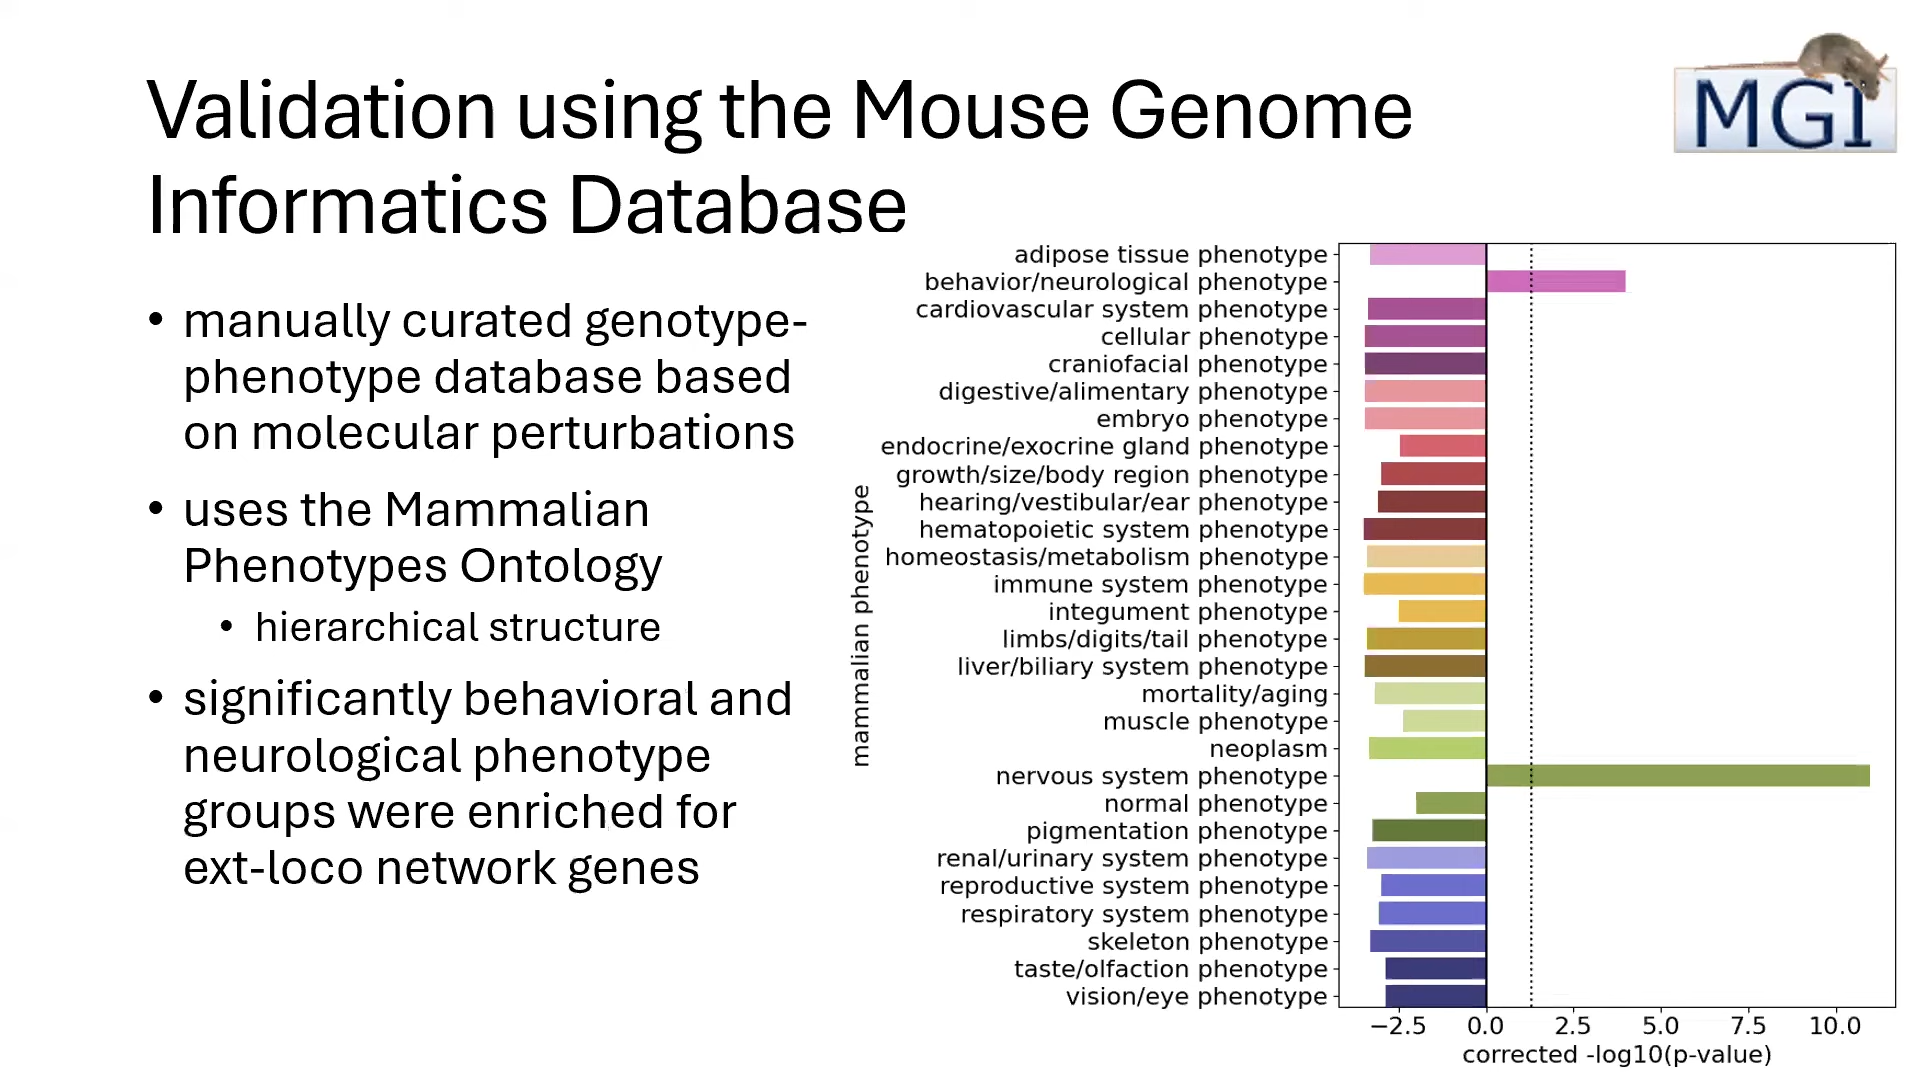 Validation using the Mouse Genome
Informatics Database
MGI
• manually curated genotype-
phenotype database based
on molecular perturbations
• uses the Mammalian
Phenotypes Ontology
• hierarchical structure
• significantly behavioral and
neurological phenotype
groups were enriched for
ext-loco network genes
mammalian phenotype
adipose tissue phenotype
behavior/neurological phenotype
cardiovascular system phenotype
cellular phenotype
craniofacial phenotype
digestive/alimentary phenotype
embryo phenotype
endocrine/exocrine gland phenotype
growth/size/body region phenotype
hearing/vestibular/ear phenotype
hematopoietic system phenotype
homeostasis/metabolism phenotype
immune system phenotype
integument phenotype
limbs/digits/tail phenotype
liver/biliary system phenotype
mortality/aging
muscle phenotype
neoplasm
nervous system phenotype
normal phenotype
pigmentation phenotype
renal/urinary system phenotype
reproductive system phenotype
respiratory system phenotype
skeleton phenotype
taste/olfaction phenotype
vision/eye phenotype
−2.5 0.0 2.5 5.0 7.5 10.0
corrected -log10(p-value)